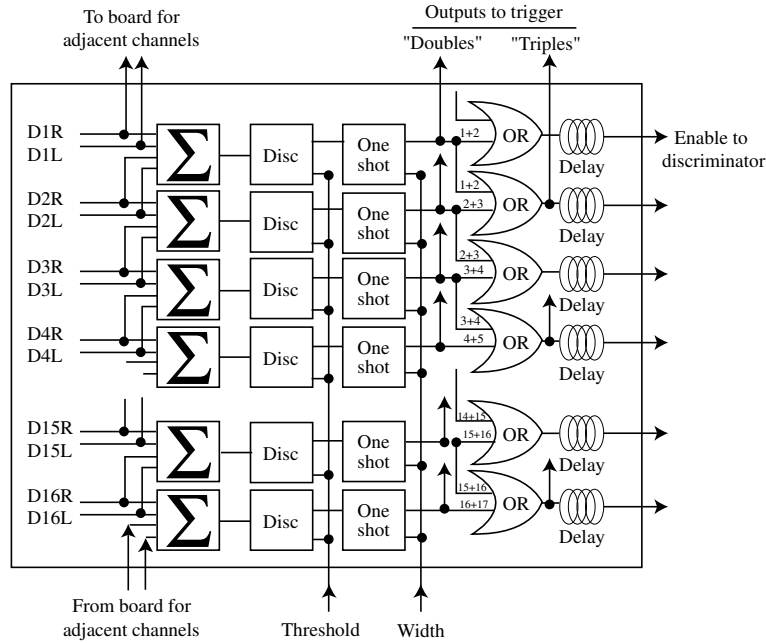 To board for
adjacent channels
Outputs to trigger
"Doubles"
"Triples"
D1R
D1L
Σ
Disc
One
shot
1+2
OR
Delay
Enable to
discriminator
D2R
D2L
Σ
Disc
One
shot
1+2
2+3
OR
Delay
D3R
D3L
Σ
Disc
One
shot
2+3
3+4
OR
Delay
D4R
D4L
Σ
Disc
One
shot
3+4
4+5
OR
Delay
D15R
D15L
Σ
Disc
One
shot
14+15
15+16
OR
Delay
D16R
D16L
Σ
Disc
One
shot
15+16
16+17
OR
Delay
From board for
adjacent channels
Threshold
Width